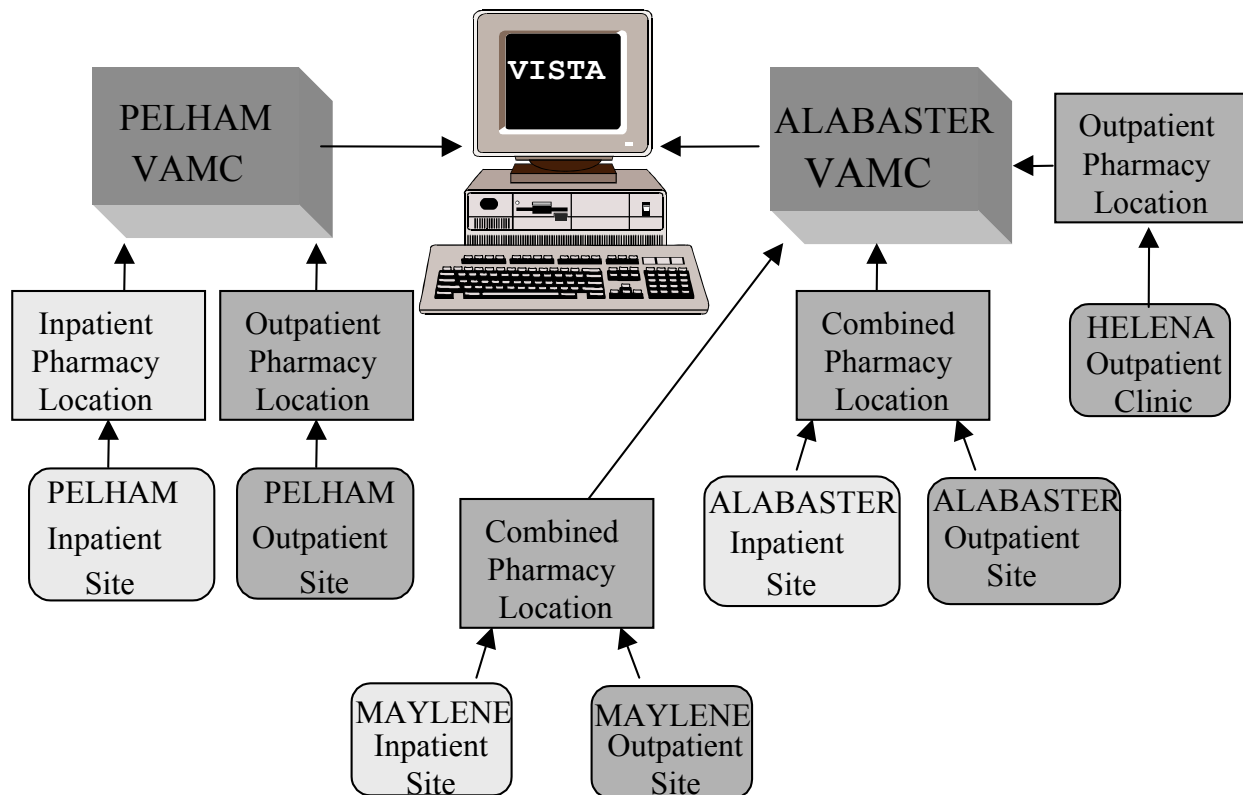 VISTA
PELHAM
VAMC
ALABASTER
VAMC
Outpatient
Pharmacy
Location
Inpatient
Pharmacy
Location
Outpatient
Pharmacy
Location
Combined
Pharmacy
Location
HELENA
Outpatient
Clinic
PELHAM
Inpatient
Site
PELHAM
Outpatient
Site
Combined
Pharmacy
Location
ALABASTER
Inpatient
Site
ALABASTER
Outpatient
Site
MAYLENE
Inpatient
Site
MAYLENE
Outpatient
Site